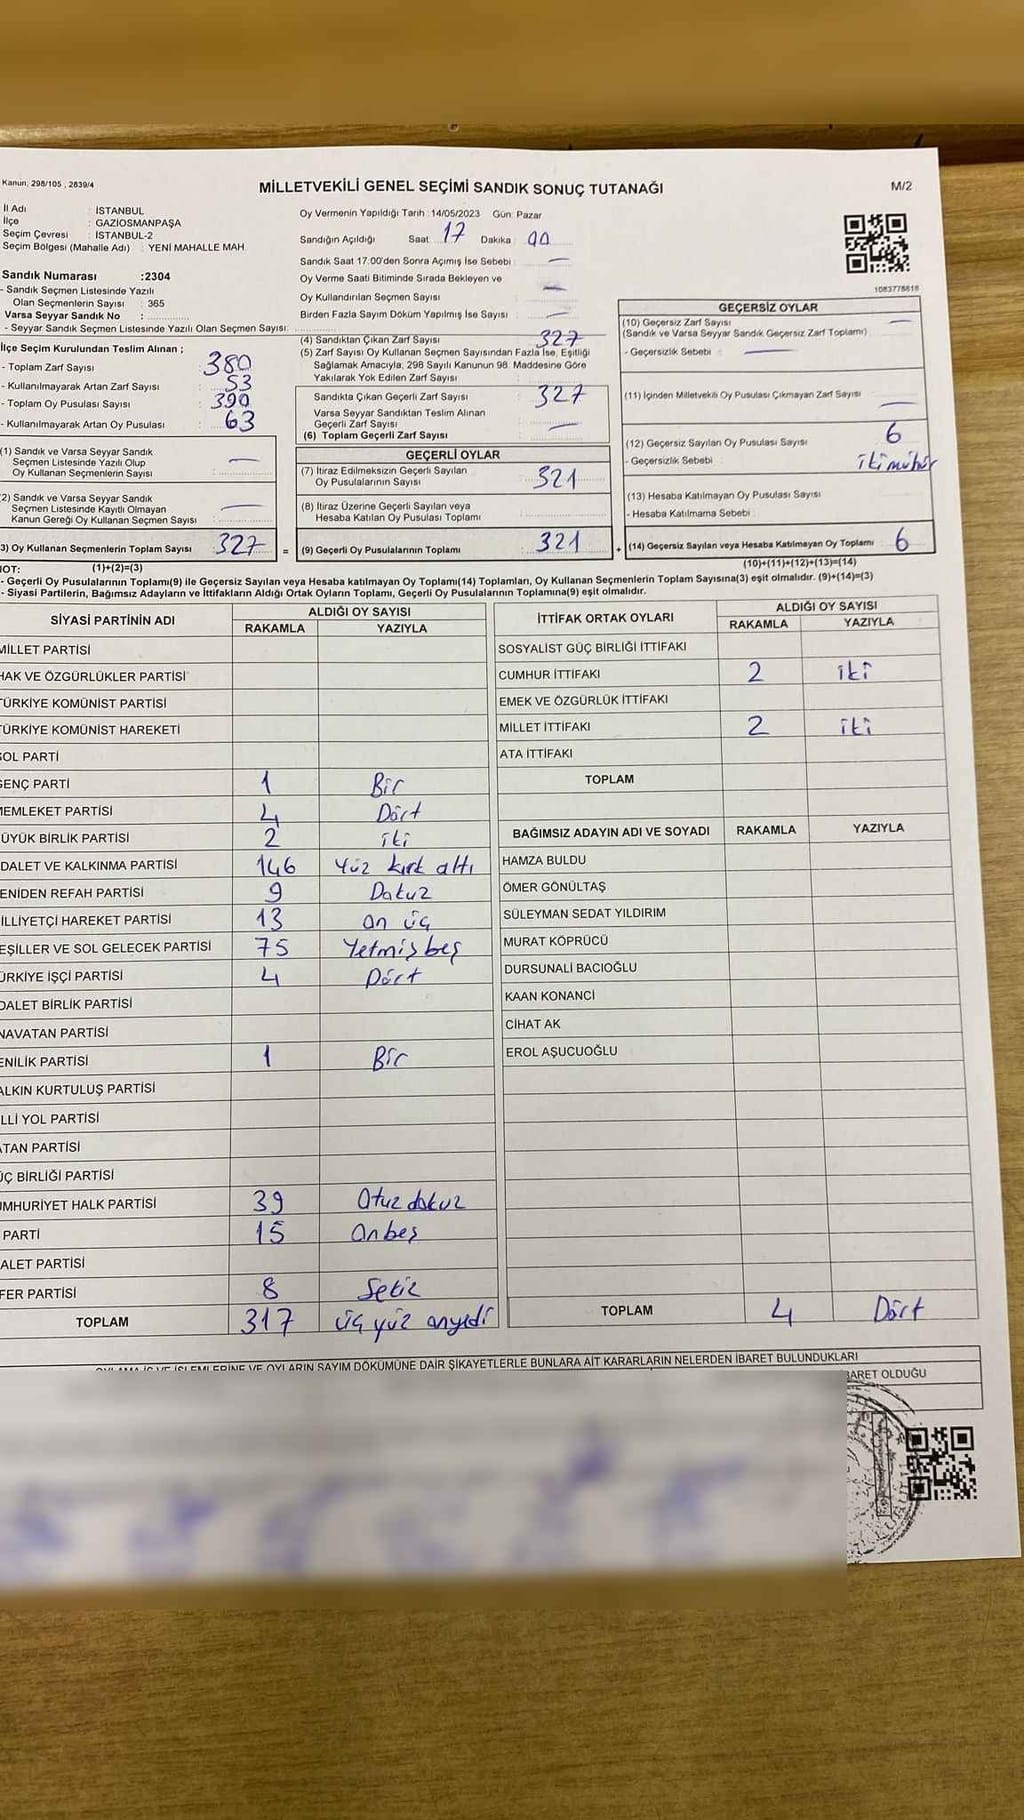 Kanun; 298/105 ; 2839/4
MİLLETVEKİLİ GENEL SEÇİMİ SANDIK SONUÇ TUTANAĞI
M/2
İl Adı : İSTANBUL
İlçe : GAZİOSMANPAŞA
Seçim Çevresi : İSTANBUL-2
Seçim Bölgesi (Mahalle Adı) : YENİ MAHALLE MAH.
Sandık Numarası :2304
- Sandık Seçmen Listesinde Yazılı
Olan Seçmenlerin Sayısı : 365
Varsa Seyyar Sandık No :
- Seyyar Sandık Seçmen Listesinde Yazılı Olan Seçmen Sayısı:
Oy Vermenin Yapıldığı Tarih :14/05/2023 Gün: Pazar
Sandığın Açıldığı Saat 17 Dakika 00
Sandık Saat 17:00'den Sonra Açımış İse Sebebi : —
Oy Verme Saati Bitiminde Sırada Bekleyen ve
Oy Kullandırılan Seçmen Sayısı —
Birden Fazla Sayım Döküm Yapılmış İse Sayısı : —
1083778818
İlçe Seçim Kurulundan Teslim Alınan ;
- Toplam Zarf Sayısı : 380
- Kullanılmayarak Artan Zarf Sayısı : 53
- Toplam Oy Pusulası Sayısı : 390
- Kullanılmayarak Artan Oy Pusulası : 63
(4) Sandıktan Çıkan Zarf Sayısı 327
(5) Zarf Sayısı Oy Kullanan Seçmen Sayısından Fazla İse, Eşitliği
Sağlamak Amacıyla; 298 Sayılı Kanunun 98. Maddesine Göre
Yakılarak Yok Edilen Zarf Sayısı :
Sandıkta Çıkan Geçerli Zarf Sayısı : 327
Varsa Seyyar Sandıktan Teslim Alınan
Geçerli Zarf Sayısı : —
(6) Toplam Geçerli Zarf Sayısı
GEÇERSİZ OYLAR
(10) Geçersiz Zarf Sayısı —
(Sandık ve Varsa Seyyar Sandık Geçersiz Zarf Toplamı)
- Geçersizlik Sebebi : —
(11) İçinden Milletvekili Oy Pusulası Çıkmayan Zarf Sayısı —
(12) Geçersiz Sayılan Oy Pusulası Sayısı 6
- Geçersizlik Sebebi : iki mühür
(13) Hesaba Katılmayan Oy Pusulası Sayısı
- Hesaba Katılmama Sebebi :
(14) Geçersiz Sayılan veya Hesaba Katılmayan Oy Toplamı 6
(1) Sandık ve Varsa Seyyar Sandık
Seçmen Listesinde Yazılı Olup
Oy Kullanan Seçmenlerin Sayısı : —
(2) Sandık ve Varsa Seyyar Sandık
Seçmen Listesinde Kayıtlı Olmayan
Kanun Gereği Oy Kullanan Seçmen Sayısı : —
3) Oy Kullanan Seçmenlerin Toplam Sayısı 327 =
GEÇERLİ OYLAR
(7) İtiraz Edilmeksizin Geçerli Sayılan
Oy Pusulalarının Sayısı : 321
(8) İtiraz Üzerine Geçerli Sayılan veya
Hesaba Katılan Oy Pusulası Toplamı :
(9) Geçerli Oy Pusulalarının Toplamı : 321 +
NOT: (1)+(2)=(3) (10)+(11)+(12)+(13)=(14)
- Geçerli Oy Pusulalarının Toplamı(9) ile Geçersiz Sayılan veya Hesaba katılmayan Oy Toplamı(14) Toplamları, Oy Kullanan Seçmenlerin Toplam Sayısına(3) eşit olmalıdır. (9)+(14)=(3)
- Siyasi Partilerin, Bağımsız Adayların ve İttifakların Aldığı Ortak Oyların Toplamı, Geçerli Oy Pusulalarının Toplamına(9) eşit olmalıdır.
SİYASİ PARTİNİN ADI ALDIĞI OY SAYISI
RAKAMLA YAZIYLA
MİLLET PARTİSİ
HAK VE ÖZGÜRLÜKLER PARTİSİ
TÜRKİYE KOMÜNİST PARTİSİ
TÜRKİYE KOMÜNİST HAREKETİ
SOL PARTİ
GENÇ PARTİ 1 Bir
MEMLEKET PARTİSİ 4 Dört
ÜYÜK BİRLİK PARTİSİ 2 iki
DALET VE KALKINMA PARTİSİ 146 Yüz kırk altı
ENİDEN REFAH PARTİSİ 9 Dokuz
İLLİYETÇİ HAREKET PARTİSİ 13 on üç
EŞİLLER VE SOL GELECEK PARTİSİ 75 Yetmiş beş
ÜRKİYE İŞÇİ PARTİSİ 4 Dört
DALET BİRLİK PARTİSİ
NAVATAN PARTİSİ
ENİLİK PARTİSİ 1 Bir
ALKIN KURTULUŞ PARTİSİ
LLİ YOL PARTİSİ
TAN PARTİSİ
ÜÇ BİRLİĞİ PARTİSİ
UMHURİYET HALK PARTİSİ 39 Otuz dokuz
PARTİ 15 Onbeş
ALET PARTİSİ
FER PARTİSİ 8 Sekiz
TOPLAM 317 üç yüz onyedi
İTTİFAK ORTAK OYLARI ALDIĞI OY SAYISI
RAKAMLA YAZIYLA
SOSYALİST GÜÇ BİRLİĞİ İTTİFAKI
CUMHUR İTTİFAKI 2 iki
EMEK VE ÖZGÜRLÜK İTTİFAKI
MİLLET İTTİFAKI 2 iki
ATA İTTİFAKI
TOPLAM
BAĞIMSIZ ADAYIN ADI VE SOYADI RAKAMLA YAZIYLA
HAMZA BULDU
ÖMER GÖNÜLTAŞ
SÜLEYMAN SEDAT YILDIRIM
MURAT KÖPRÜCÜ
DURSUNALİ BACIOĞLU
KAAN KONANCİ
CİHAT AK
EROL AŞUCUOĞLU
TOPLAM 4 Dört
OYLAMA İŞ VE İŞLEMLERİNE VE OYLARIN SAYIM DÖKÜMÜNE DAİR ŞİKAYETLERLE BUNLARA AİT KARARLARIN NELERDEN İBARET BULUNDUKLARI
BARET OLDUĞU